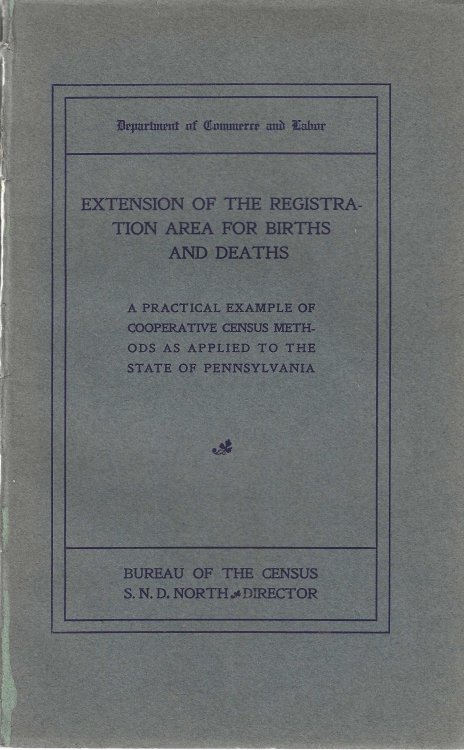 Department of Commerce and Labor
EXTENSION OF THE REGISTRA-
TION AREA FOR BIRTHS
AND DEATHS
A PRACTICAL EXAMPLE OF
COOPERATIVE CENSUS METH-
ODS AS APPLIED TO THE
STATE OF PENNSYLVANIA
BUREAU OF THE CENSUS
S. N. D. NORTH DIRECTOR